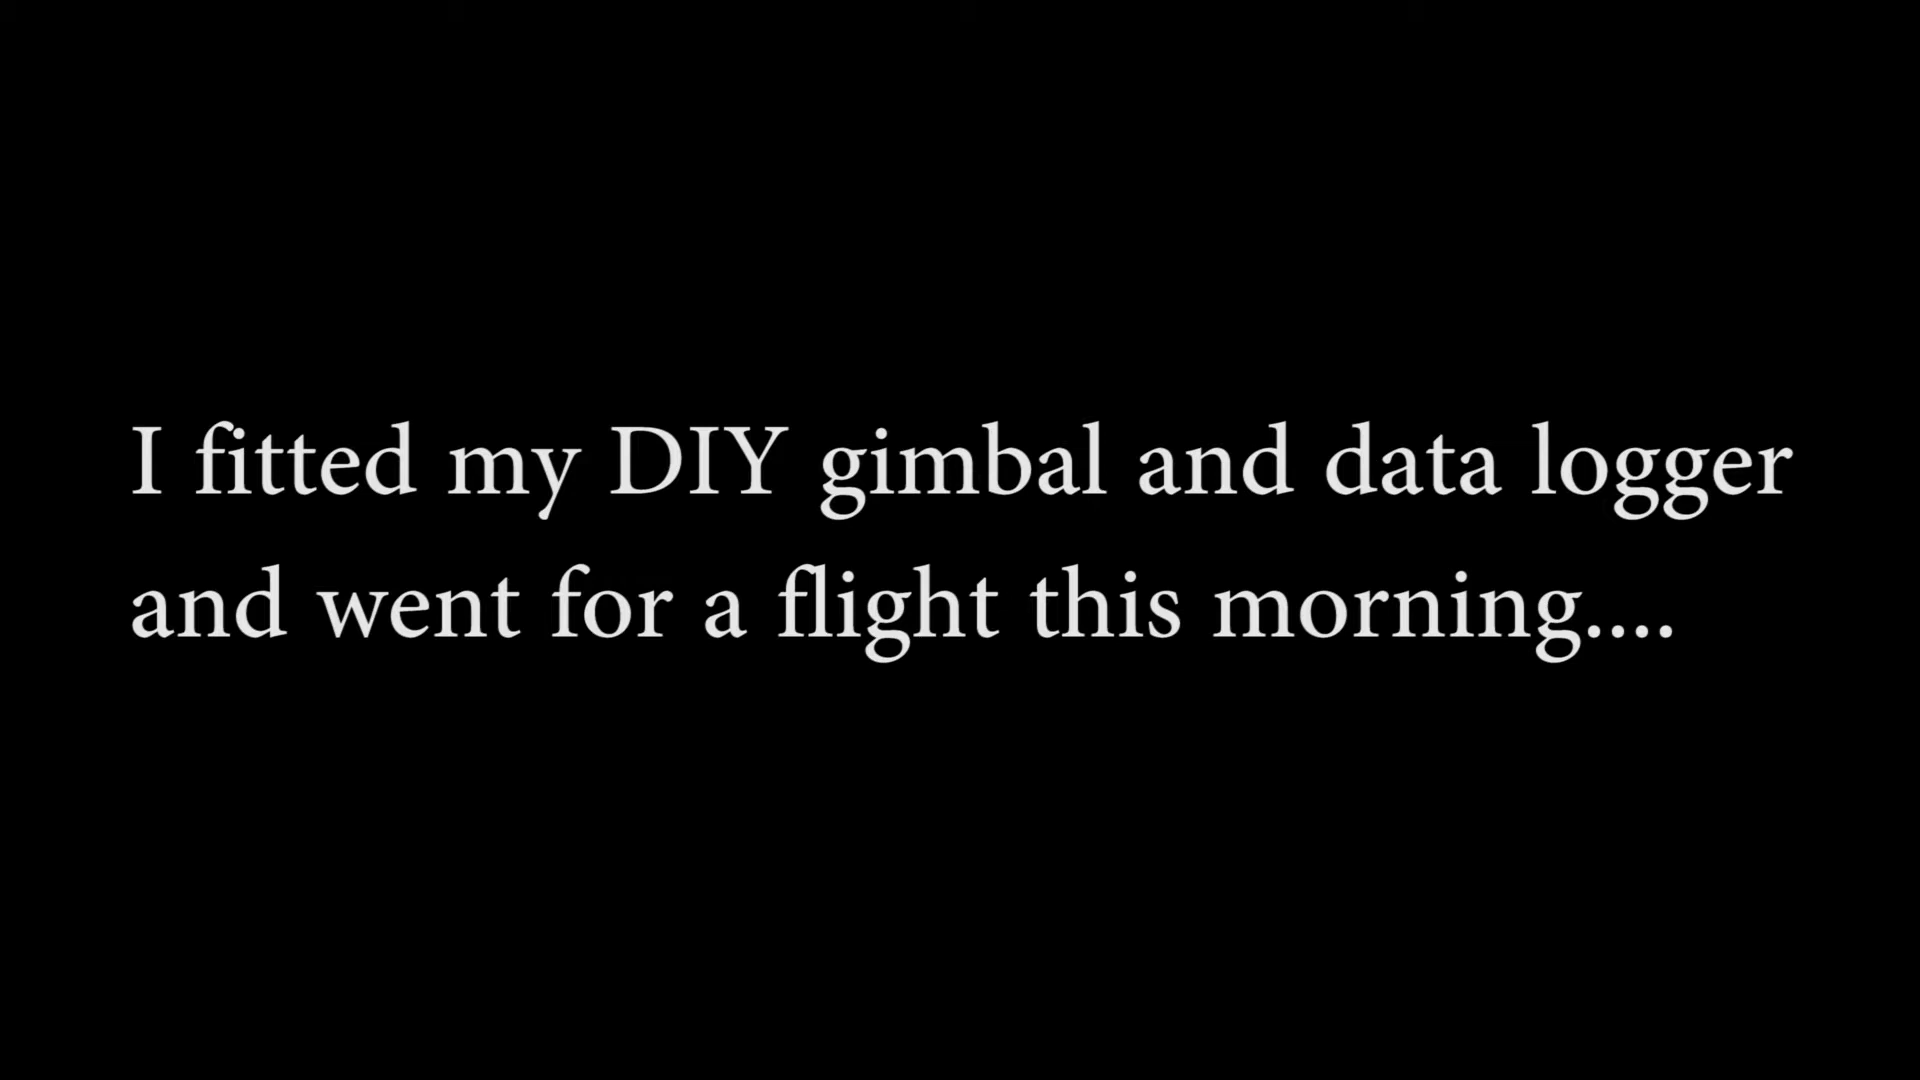 I fitted my DIY gimbal and data logger
and went for a flight this morning....